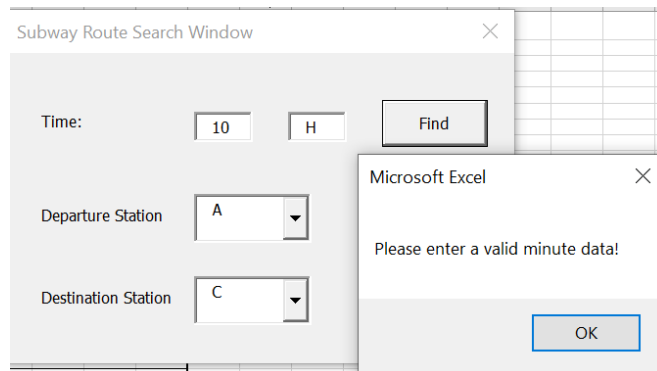 Subway Route Search Window
Time:
10
H
Find
Microsoft Excel
Departure Station
A
Please enter a valid minute data!
Destination Station
C
OK